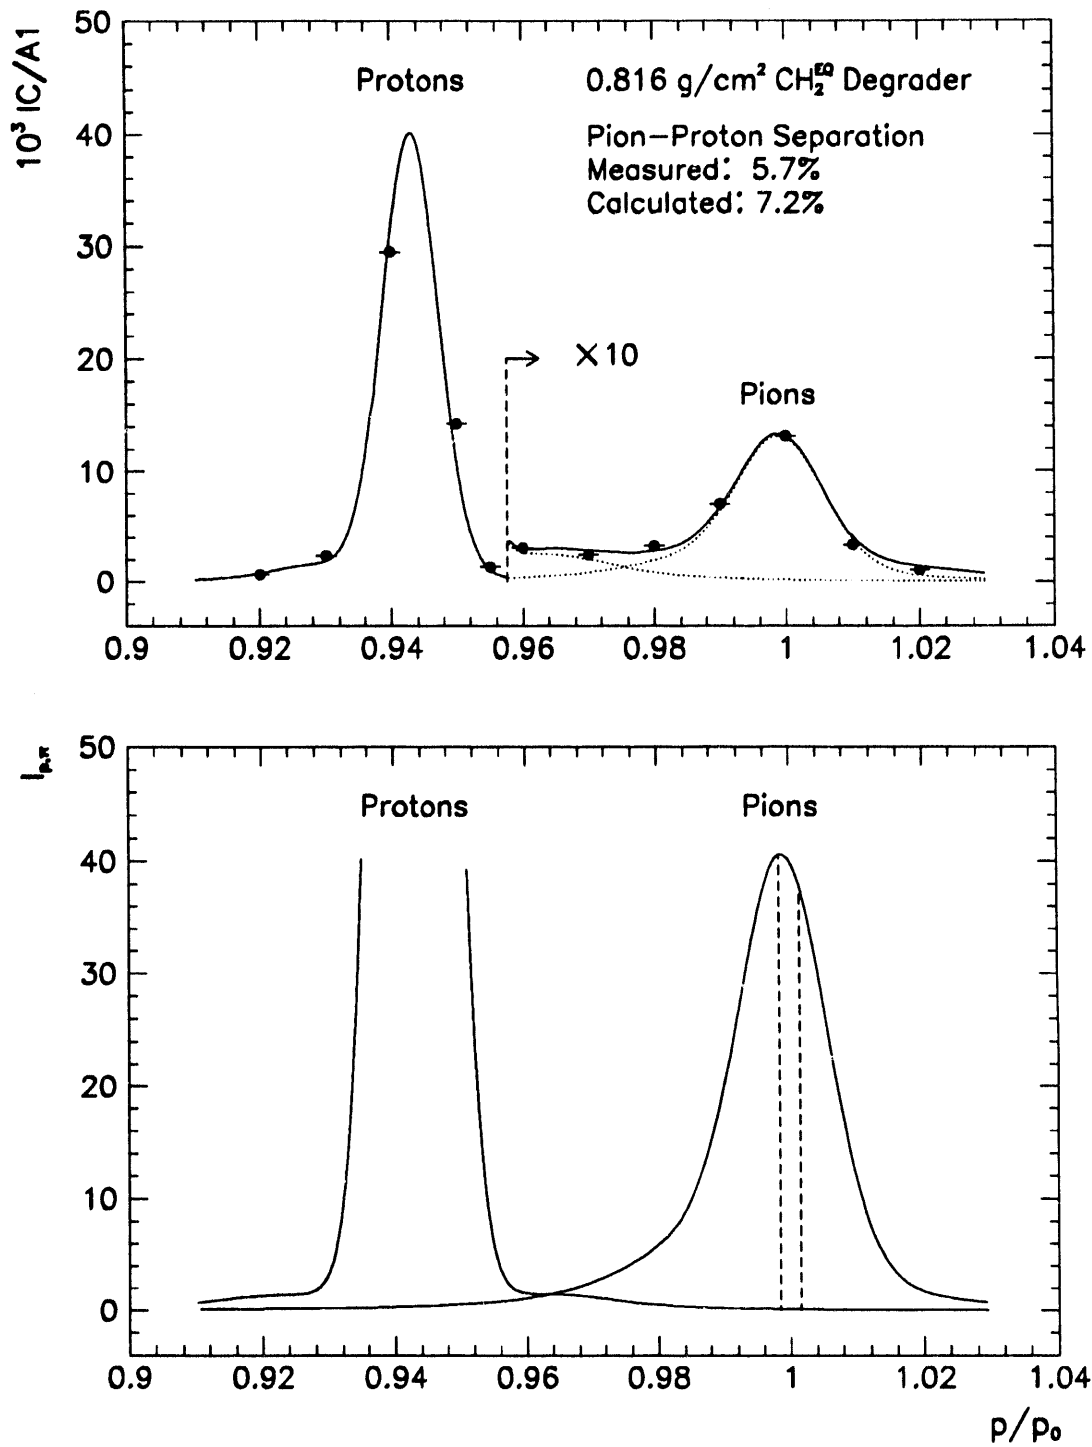 50
40
30
20
10
0
10³ IC/A1
Protons
0.816 g/cm² CH₂ᴱQ Degrader
Pion–Proton Separation
Measured: 5.7%
Calculated: 7.2%
×10
Pions
0.9 0.92 0.94 0.96 0.98 1 1.02 1.04
50
40
30
20
10
0
I p,π
Protons
Pions
0.9 0.92 0.94 0.96 0.98 1 1.02 1.04
p/p₀